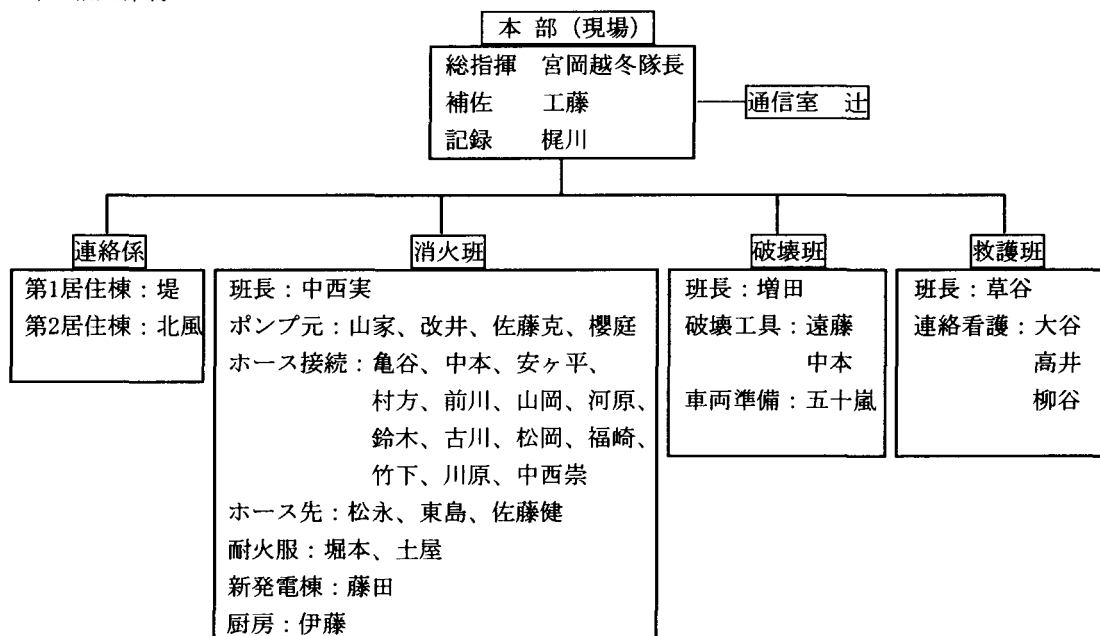 本 部（現場）
総指揮　宮岡越冬隊長
補佐　　工藤
記録　　梶川
通信室　辻
連絡係
第1居住棟：堤
第2居住棟：北風
消火班
班長：中西実
ポンプ元：山家、改井、佐藤克、櫻庭
ホース接続：亀谷、中本、安ヶ平、
村方、前川、山岡、河原、
鈴木、古川、松岡、福崎、
竹下、川原、中西崇
ホース先：松永、東島、佐藤健
耐火服：堀本、土屋
新発電棟：藤田
厨房：伊藤
破壊班
班長：増田
破壊工具：遠藤
中本
車両準備：五十嵐
救護班
班長：草谷
連絡看護：大谷
高井
柳谷